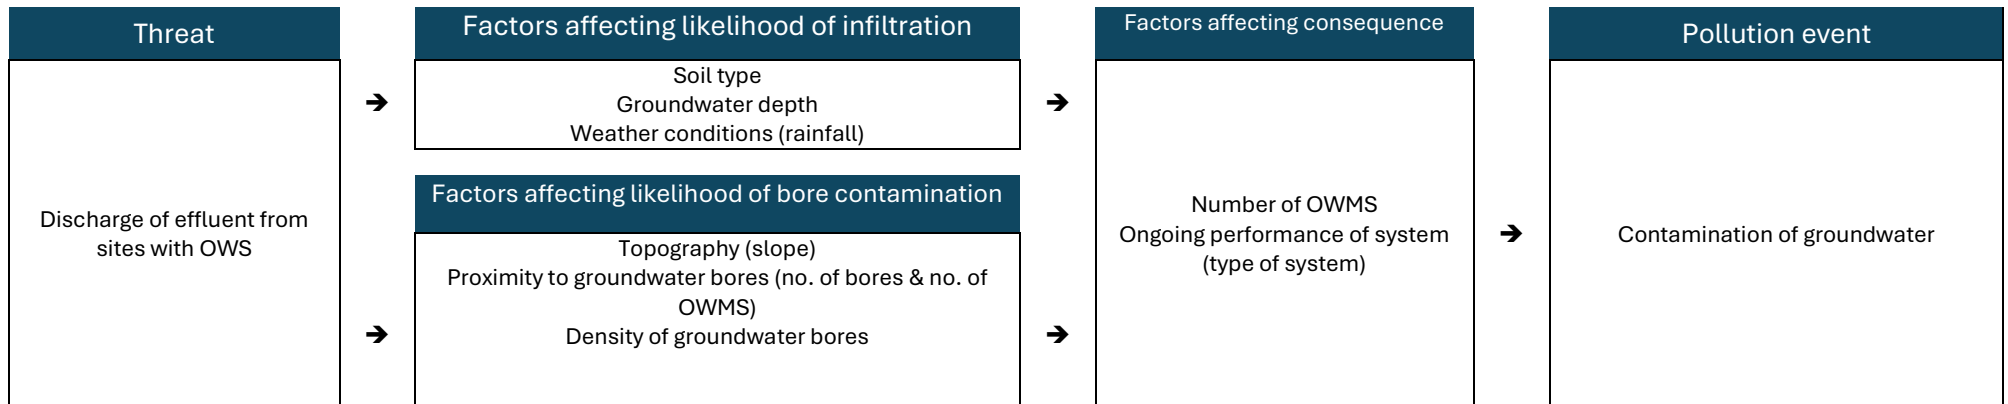 Threat
Discharge of effluent from
sites with OWS
➔
➔
Factors affecting likelihood of infiltration
Soil type
Groundwater depth
Weather conditions (rainfall)
Factors affecting likelihood of bore contamination
Topography (slope)
Proximity to groundwater bores (no. of bores & no. of
OWMS)
Density of groundwater bores
➔
➔
Factors affecting consequence
Number of OWMS
Ongoing performance of system
(type of system)
➔
Pollution event
Contamination of groundwater